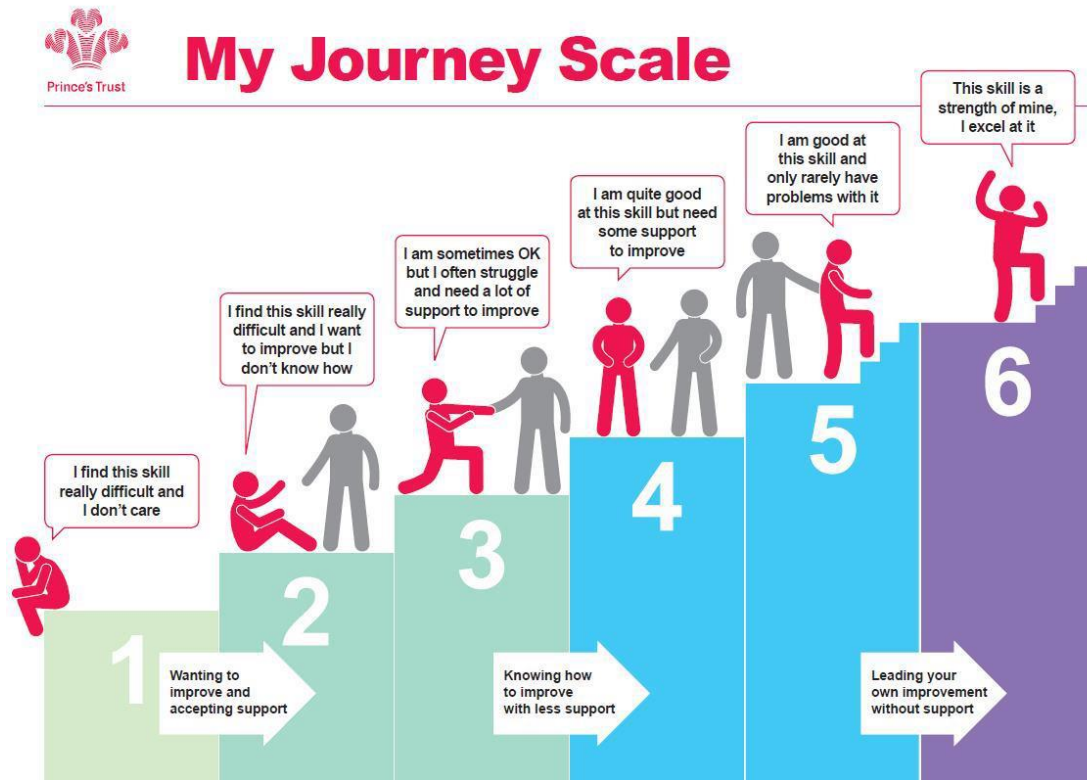 Prince's Trust
My Journey Scale
I find this skill
really difficult and
I don't care
I find this skill really
difficult and I want
to improve but I
don't know how
I am sometimes OK
but I often struggle
and need a lot of
support to improve
I am quite good
at this skill but need
some support
to improve
I am good at
this skill and
only rarely have
problems with it
This skill is a
strength of mine,
I excel at it
1
2
3
4
5
6
Wanting to
improve and
accepting support
Knowing how
to improve
with less support
Leading your
own improvement
without support